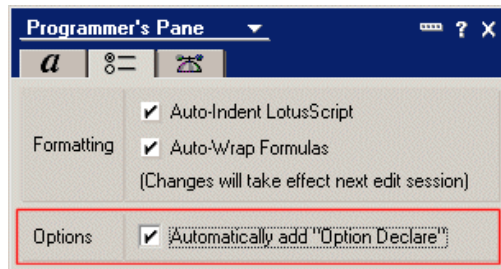 Programmer's Pane
? X
a
Auto-Indent LotusScript
Formatting
Auto-Wrap Formulas
(Changes will take effect next edit session)
Options
Automatically add "Option Declare"